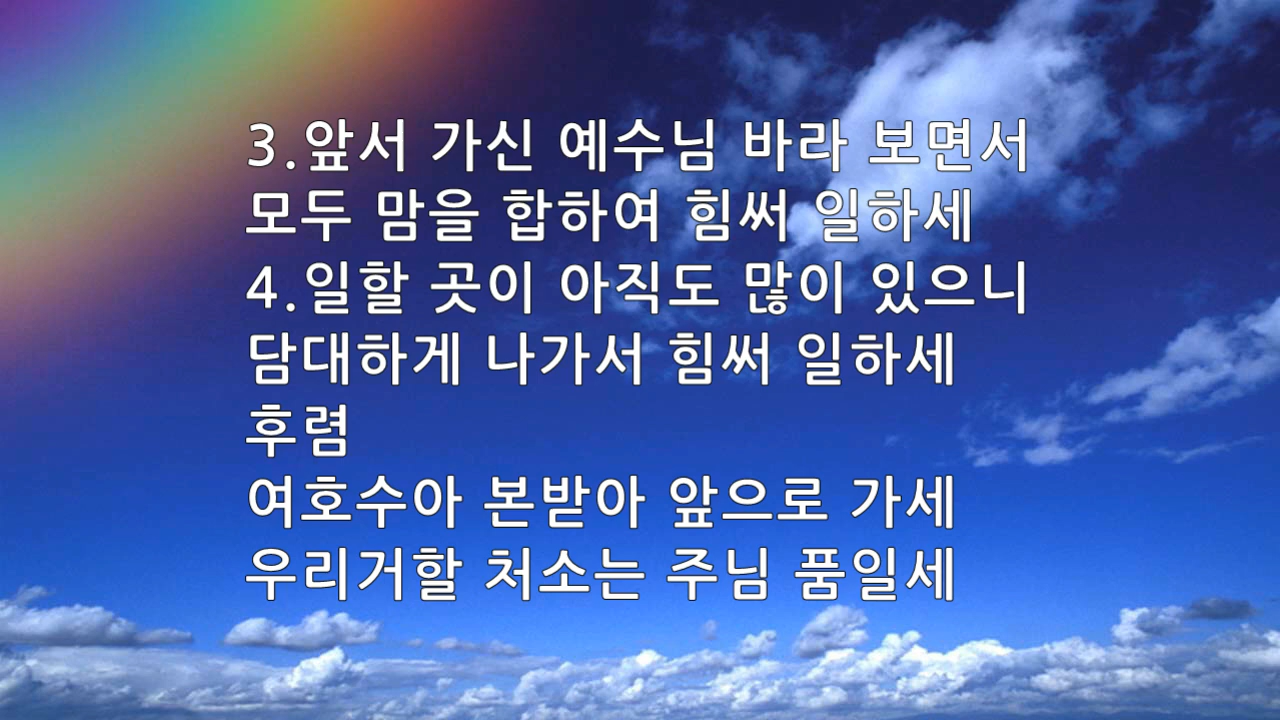 3.앞서 가신 예수님 바라 보면서
모두 맘을 합하여 힘써 일하세
4.일할 곳이 아직도 많이 있으니
담대하게 나가서 힘써 일하세
후렴
여호수아 본받아 앞으로 가세
우리거할 처소는 주님 품일세